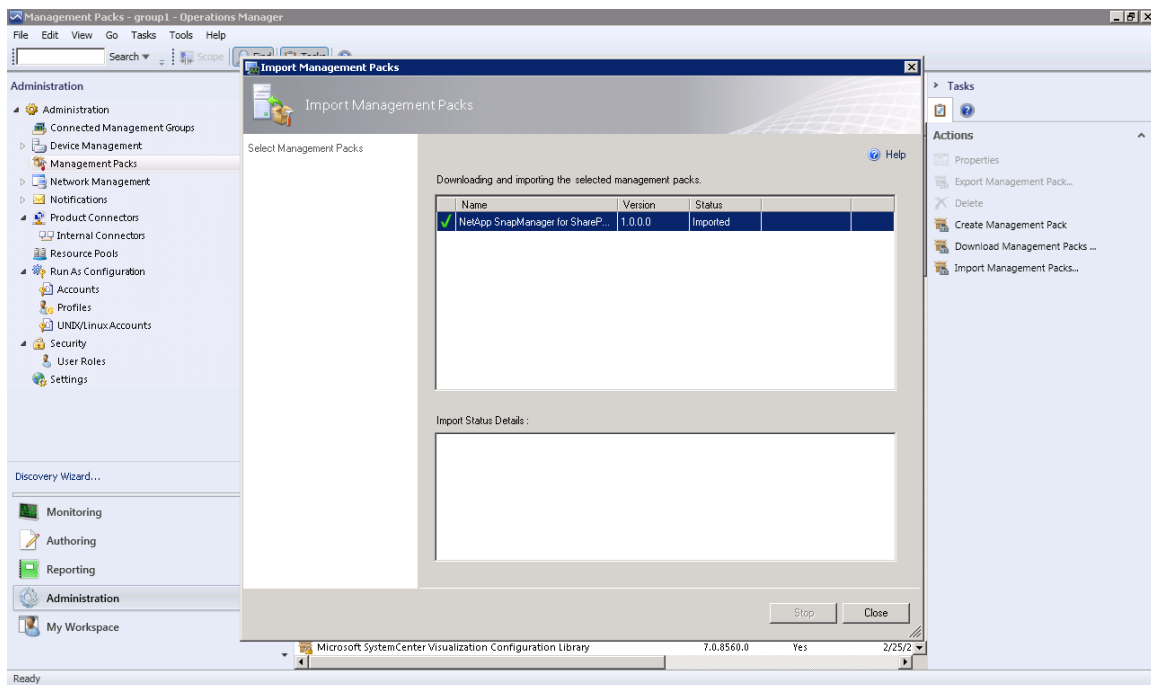 Management Packs - group1 - Operations Manager
File Edit View Go Tasks Tools Help
Search Scope Find Tasks
Administration
Administration
Connected Management Groups
Device Management
Management Packs
Network Management
Notifications
Product Connectors
Internal Connectors
Resource Pools
Run As Configuration
Accounts
Profiles
UNIX/Linux Accounts
Security
User Roles
Settings
Discovery Wizard...
Monitoring
Authoring
Reporting
Administration
My Workspace
Ready
Import Management Packs
Import Management Packs
Select Management Packs
Help
Downloading and importing the selected management packs.
Name Version Status
NetApp SnapManager for ShareP... 1.0.0.0 Imported
Import Status Details :
Stop Close
Microsoft SystemCenter Visualization Configuration Library 7.0.8560.0 Yes 2/25/2
Tasks
Actions
Properties
Export Management Pack...
Delete
Create Management Pack
Download Management Packs ...
Import Management Packs...